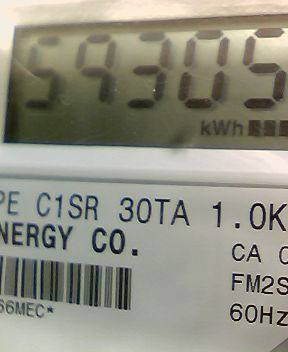 59305
kWh
PE C1SR 30TA 1.0K
NERGY CO.
CA
FM2S
66MEC*
60Hz